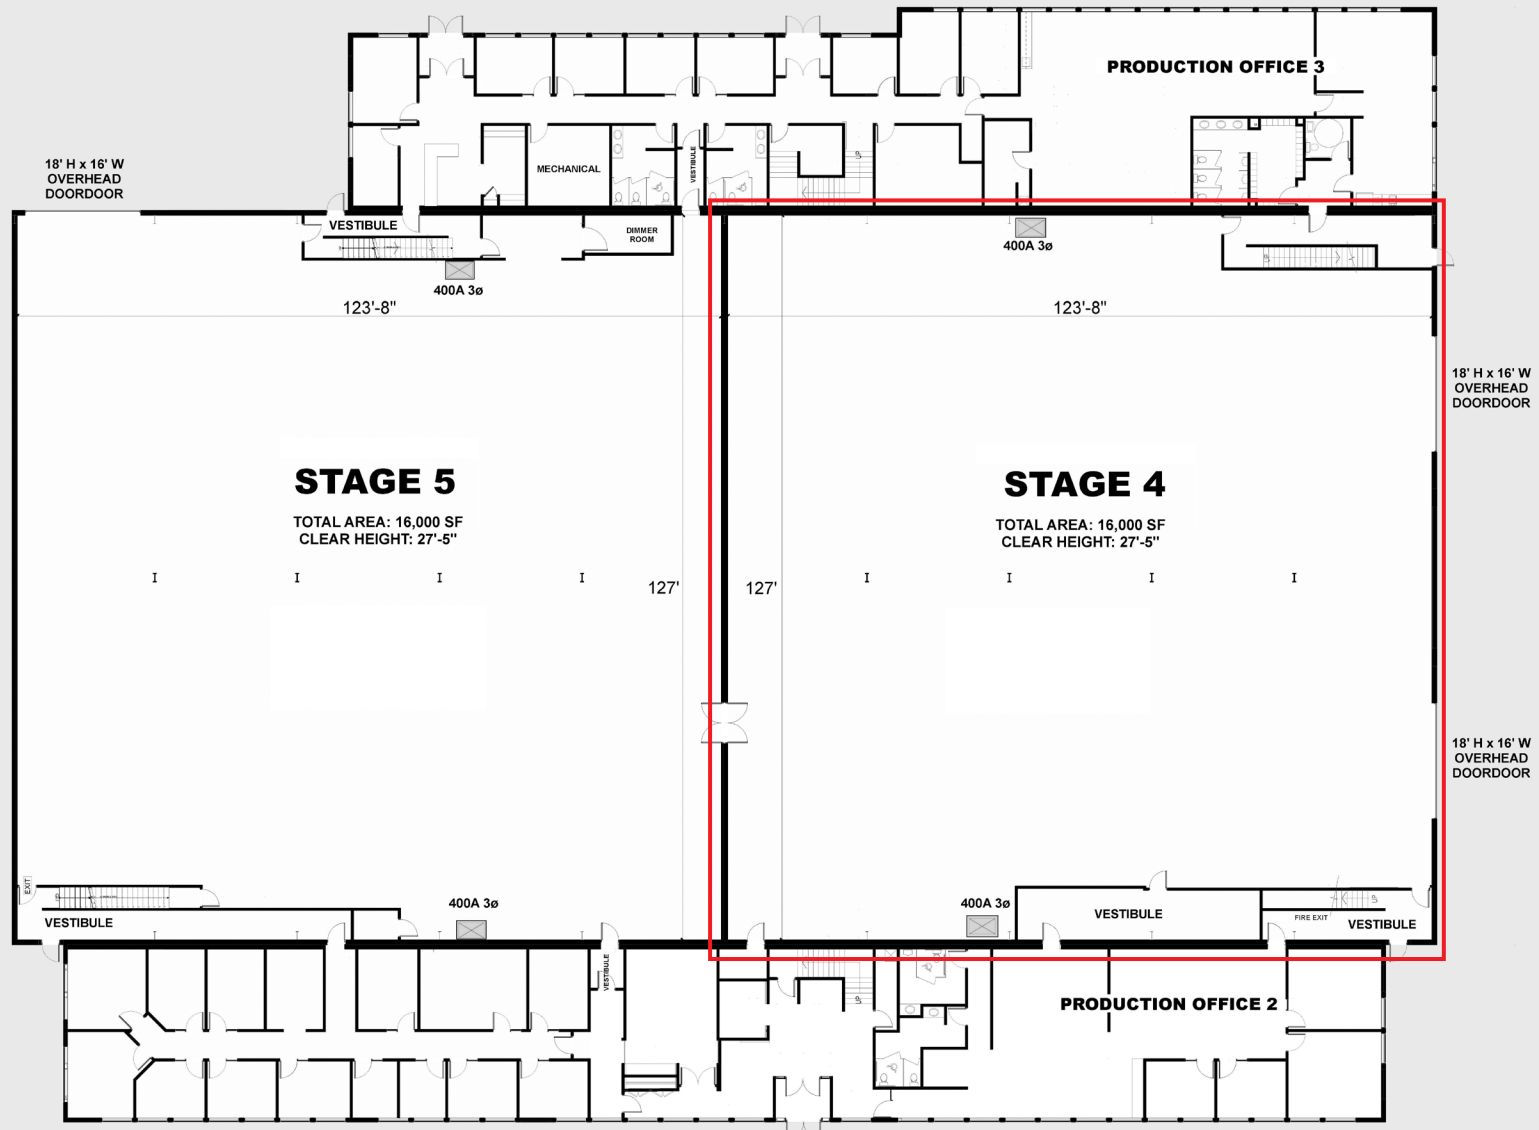 PRODUCTION OFFICE 3
18' H x 16' W
OVERHEAD
DOORDOOR
MECHANICAL
VESTIBULE
VESTIBULE
DIMMER
ROOM
400A 3ø
400A 3ø
123'-8"
123'-8"
18' H x 16' W
OVERHEAD
DOORDOOR
STAGE 5
TOTAL AREA: 16,000 SF
CLEAR HEIGHT: 27'-5"
STAGE 4
TOTAL AREA: 16,000 SF
CLEAR HEIGHT: 27'-5"
127'
127'
18' H x 16' W
OVERHEAD
DOORDOOR
EXIT
VESTIBULE
400A 3ø
400A 3ø
VESTIBULE
FIRE EXIT
VESTIBULE
VESTIBULE
PRODUCTION OFFICE 2